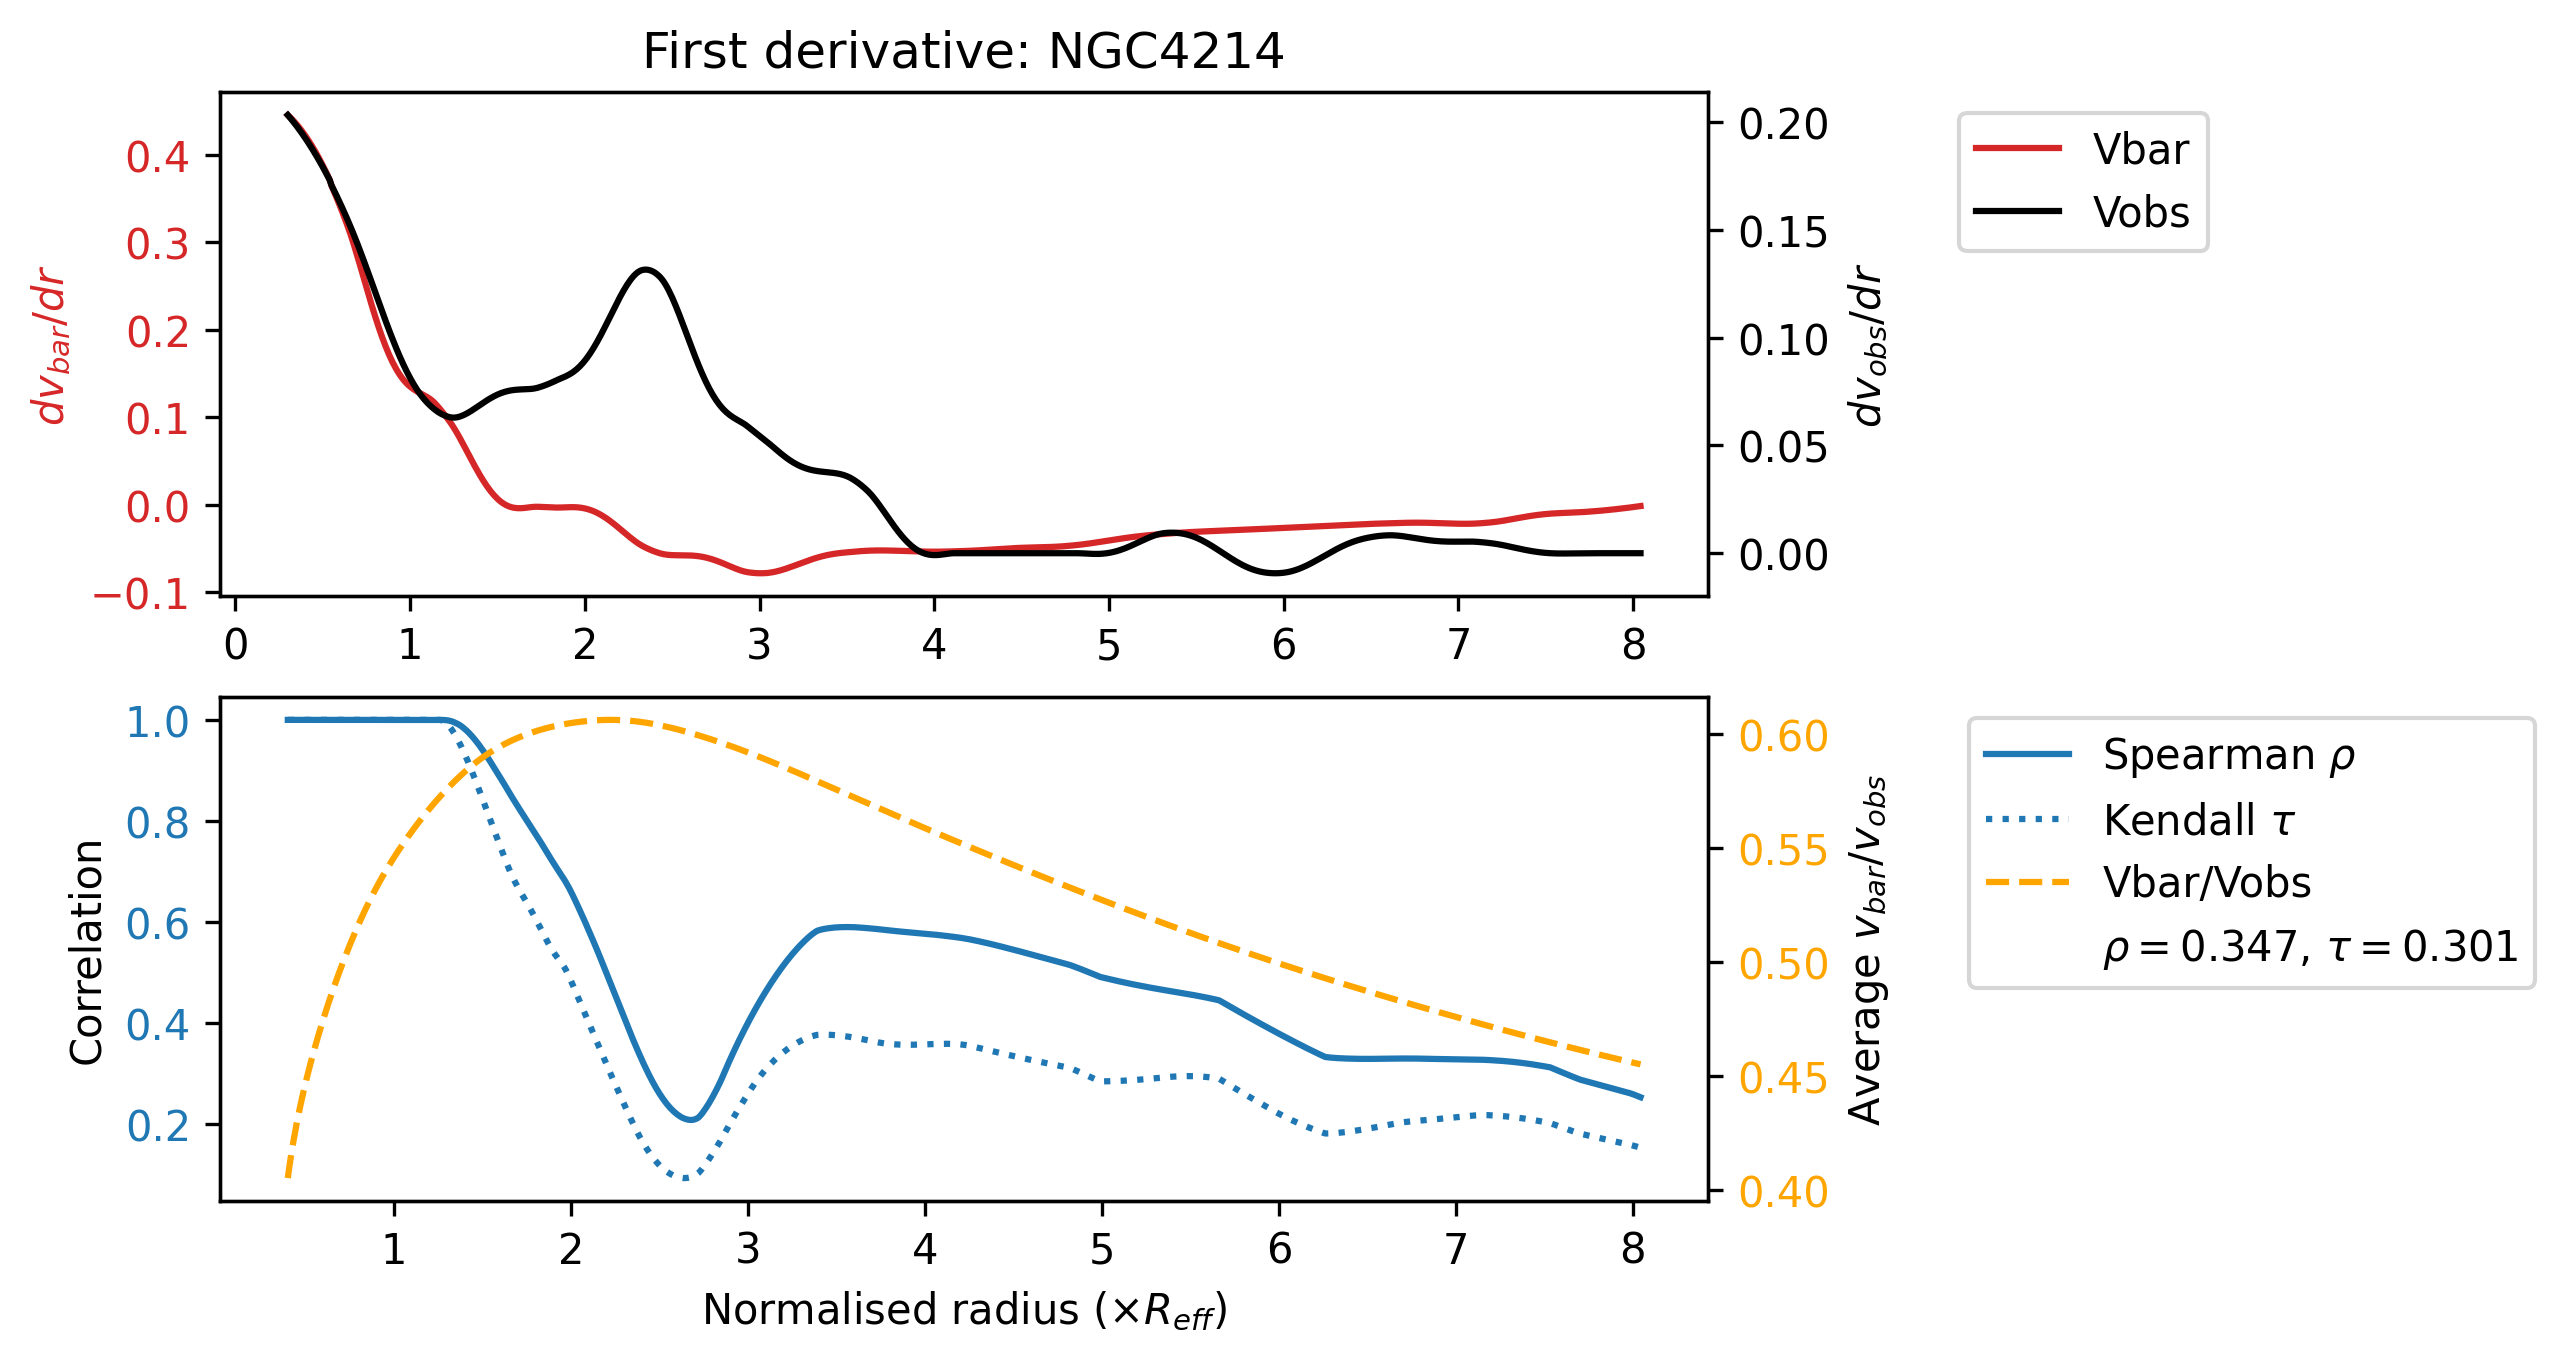 First derivative: NGC4214
0.4
0.3
0.2
0.1
0.0
−0.1
dv_bar/dr
0.20
0.15
0.10
0.05
0.00
dv_obs/dr
Vbar
Vobs
0 1 2 3 4 5 6 7 8
1.0
0.8
0.6
0.4
0.2
Correlation
0.60
0.55
0.50
0.45
0.40
Average v_bar/v_obs
Spearman ρ
Kendall τ
Vbar/Vobs
ρ = 0.347, τ = 0.301
1 2 3 4 5 6 7 8
Normalised radius (×R_eff)